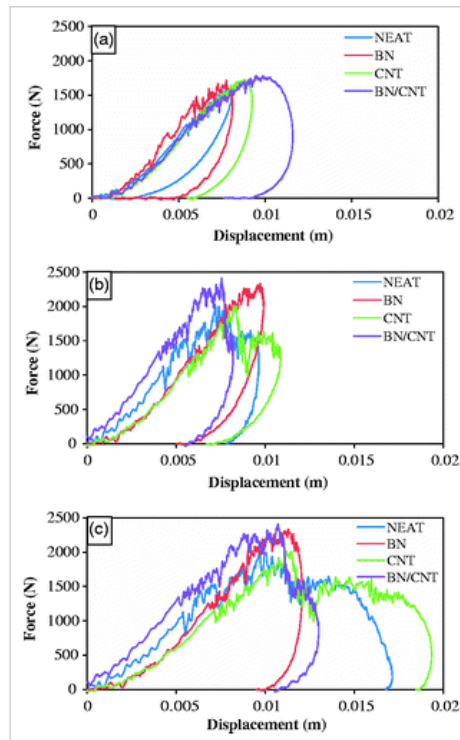 (a)
2500
2000
1500
1000
500
0
Force (N)
NEAT
BN
CNT
BN/CNT
0 0.005 0.01 0.015 0.02
Displacement (m)
(b)
2500
2000
1500
1000
500
0
Force (N)
NEAT
BN
CNT
BN/CNT
0 0.005 0.01 0.015 0.02
Displacement (m)
(c)
2500
2000
1500
1000
500
0
Force (N)
NEAT
BN
CNT
BN/CNT
0 0.005 0.01 0.015 0.02
Displacement (m)